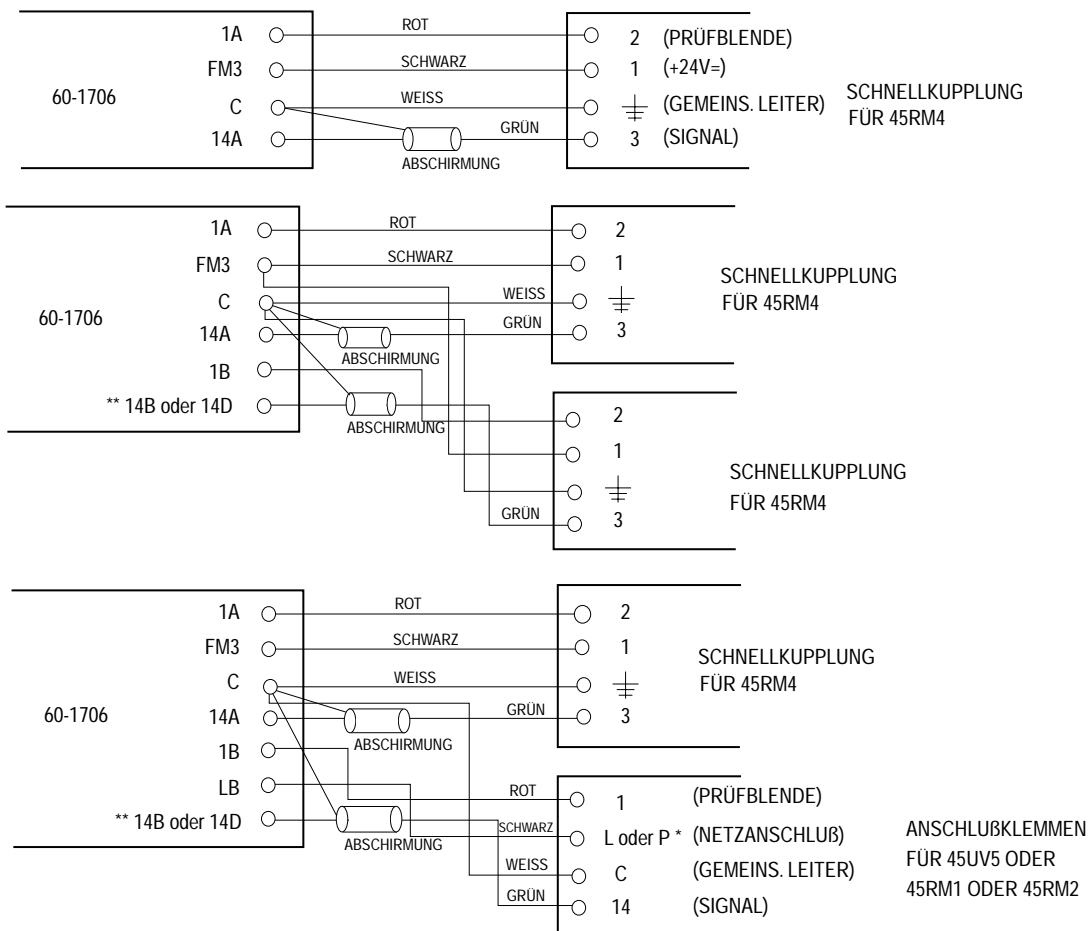 1A ROT 2 (PRÜFBLENDE)
FM3 SCHWARZ 1 (+24V=)
60-1706
C WEISS (GEMEINS. LEITER)
14A GRÜN 3 (SIGNAL)
ABSCHIRMUNG
SCHNELLKUPPLUNG
FÜR 45RM4
1A ROT 2
FM3 SCHWARZ 1
60-1706
C WEISS
14A GRÜN 3
ABSCHIRMUNG
SCHNELLKUPPLUNG
FÜR 45RM4
1B
** 14B oder 14D
ABSCHIRMUNG
2
1
GRÜN 3
SCHNELLKUPPLUNG
FÜR 45RM4
1A ROT 2
FM3 SCHWARZ 1
C WEISS
60-1706
14A GRÜN 3
ABSCHIRMUNG
SCHNELLKUPPLUNG
FÜR 45RM4
1B
LB
** 14B oder 14D
ABSCHIRMUNG
ROT 1 (PRÜFBLENDE)
SCHWARZ L oder P * (NETZANSCHLUß)
WEISS C (GEMEINS. LEITER)
GRÜN 14 (SIGNAL)
ANSCHLUßKLEMMEN
FÜR 45UV5 ODER
45RM1 ODER 45RM2